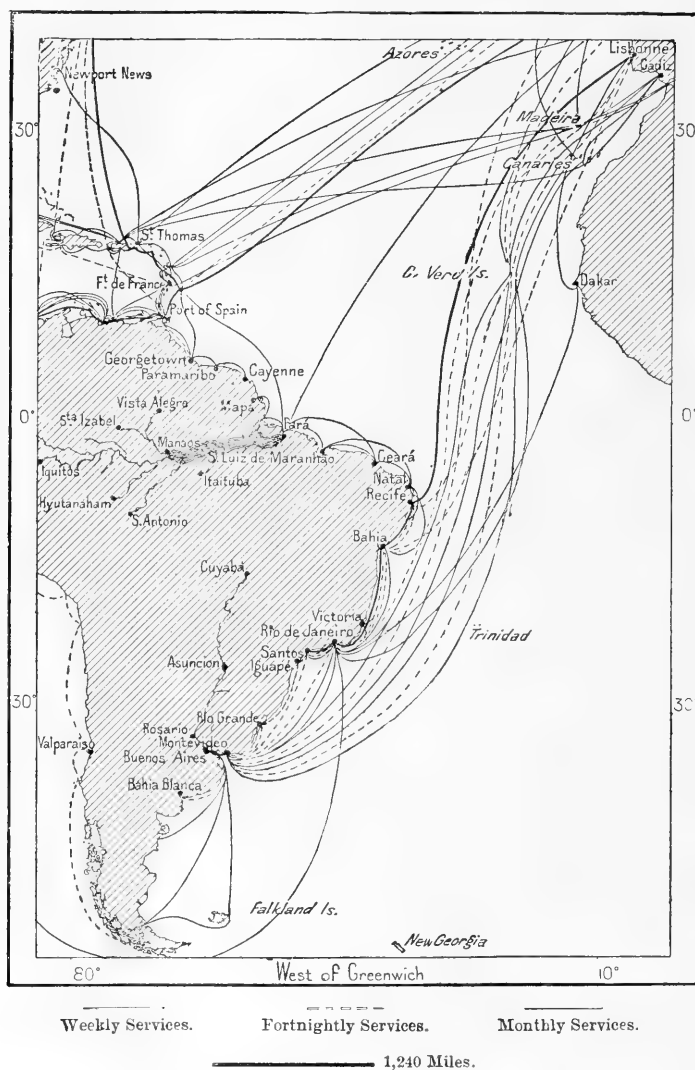 Azores
Lisbonne
Cadiz
Newport News
30°
30
Madeira
Canaries
St Thomas
C. Verd Is.
Ft. de Franc
Dakar
Port of Spain
Georgetown
Paramaribo
Cayenne
Vista Alegre
0°
0°
Sta Izabel
Pará
Manaos
S. Luiz de Maranhão
Ceará
Iquitos
Itaituba
Natal
Recife
Hyutanaham
S. Antonio
Bahia
Cuyabá
Victoria
Rio de Janeiro
Trinidad
Santos
Iguape
Asuncion
30
30
Rio Grande
Rosario
Montevideo
Valparaiso
Buenos Aires
Bahia Blanca
Falkland Is.
New Georgia
80° West of Greenwich 10°
Weekly Services. Fortnightly Services. Monthly Services.
1,240 Miles.